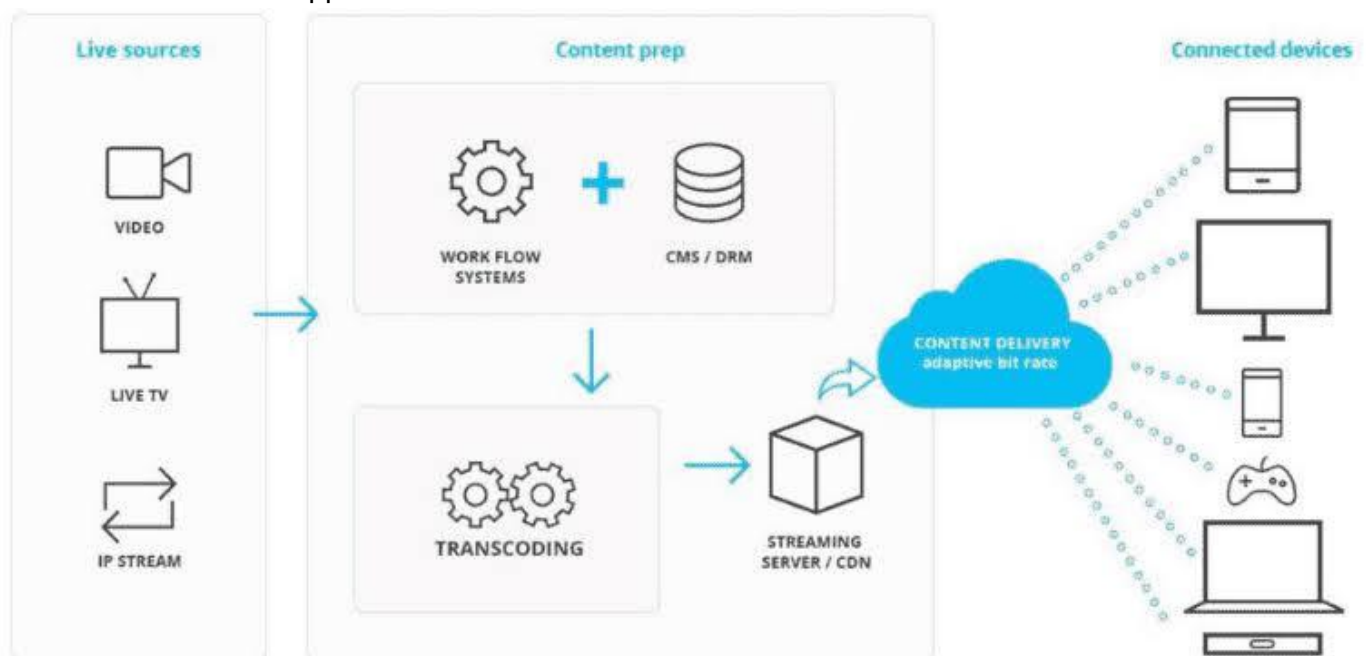 Live sources
Content prep
Connected devices
VIDEO
LIVE TV
IP STREAM
WORK FLOW
SYSTEMS
CMS / DRM
TRANSCODING
STREAMING
SERVER / CDN
CONTENT DELIVERY
adaptive bit rate